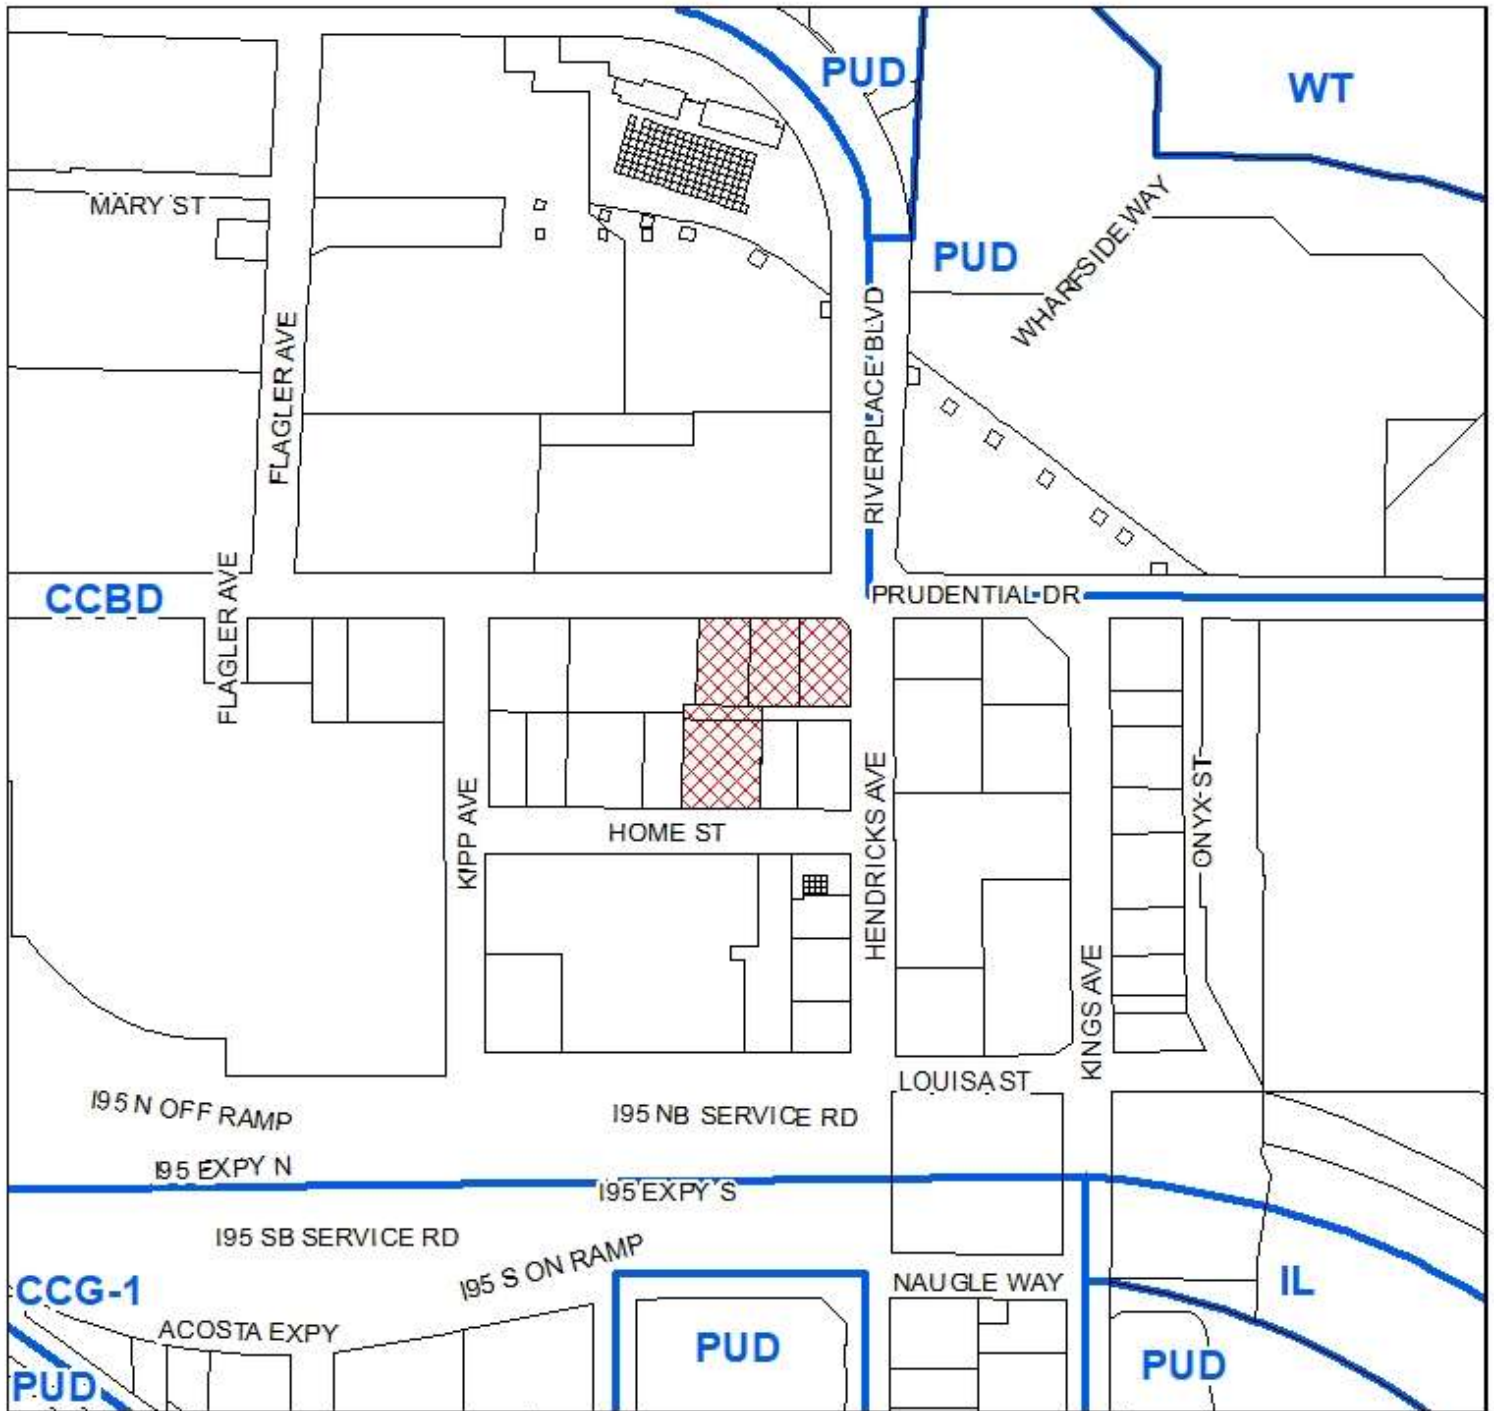 PUD
WT
MARY ST
PUD
WHARFSIDE WAY
FLAGLER AVE
RIVERPLACE BLVD
CCBD
FLAGLER AVE
PRUDENTIAL DR
KIPP AVE
HOME ST
HENDRICKS AVE
ONYX ST
KINGS AVE
LOUISA ST
I95 N OFF RAMP
I95 NB SERVICE RD
I95 EXPY N
I95 EXPY S
I95 SB SERVICE RD
I95 S ON RAMP
NAUGLE WAY
IL
CCG-1
ACOSTA EXPY
PUD
PUD
PUD